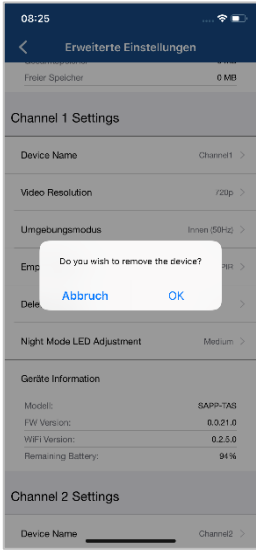 08:25
Erweiterte Einstellungen
Freier Speicher 0 MB
Channel 1 Settings
Device Name Channel1
Video Resolution 720p
Umgebungsmodus Innen (50Hz)
Do you wish to remove the device?
Emp PIR
Abbruch OK
Dele
Night Mode LED Adjustment Medium
Geräte Information
Modell: SAPP-TAS
FW Version: 0.0.21.0
WiFi Version: 0.2.5.0
Remaining Battery: 94%
Channel 2 Settings
Device Name Channel2